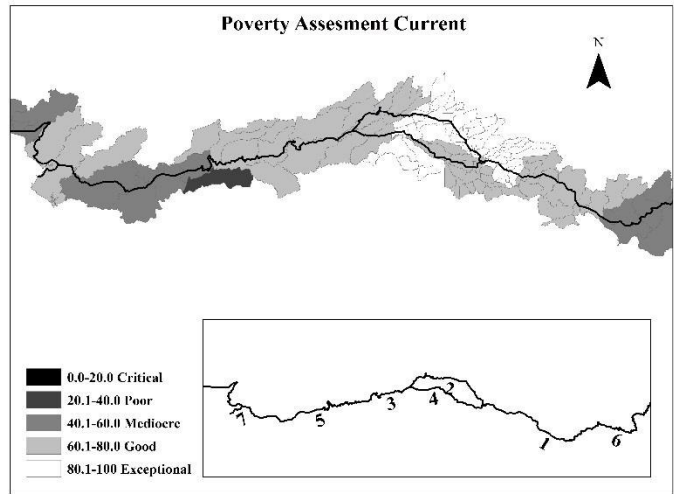 Poverty Assesment Current
N
0.0-20.0 Critical
20.1-40.0 Poor
40.1-60.0 Mediocre
60.1-80.0 Good
80.1-100 Exceptional
7
5
3
4
2
1
6